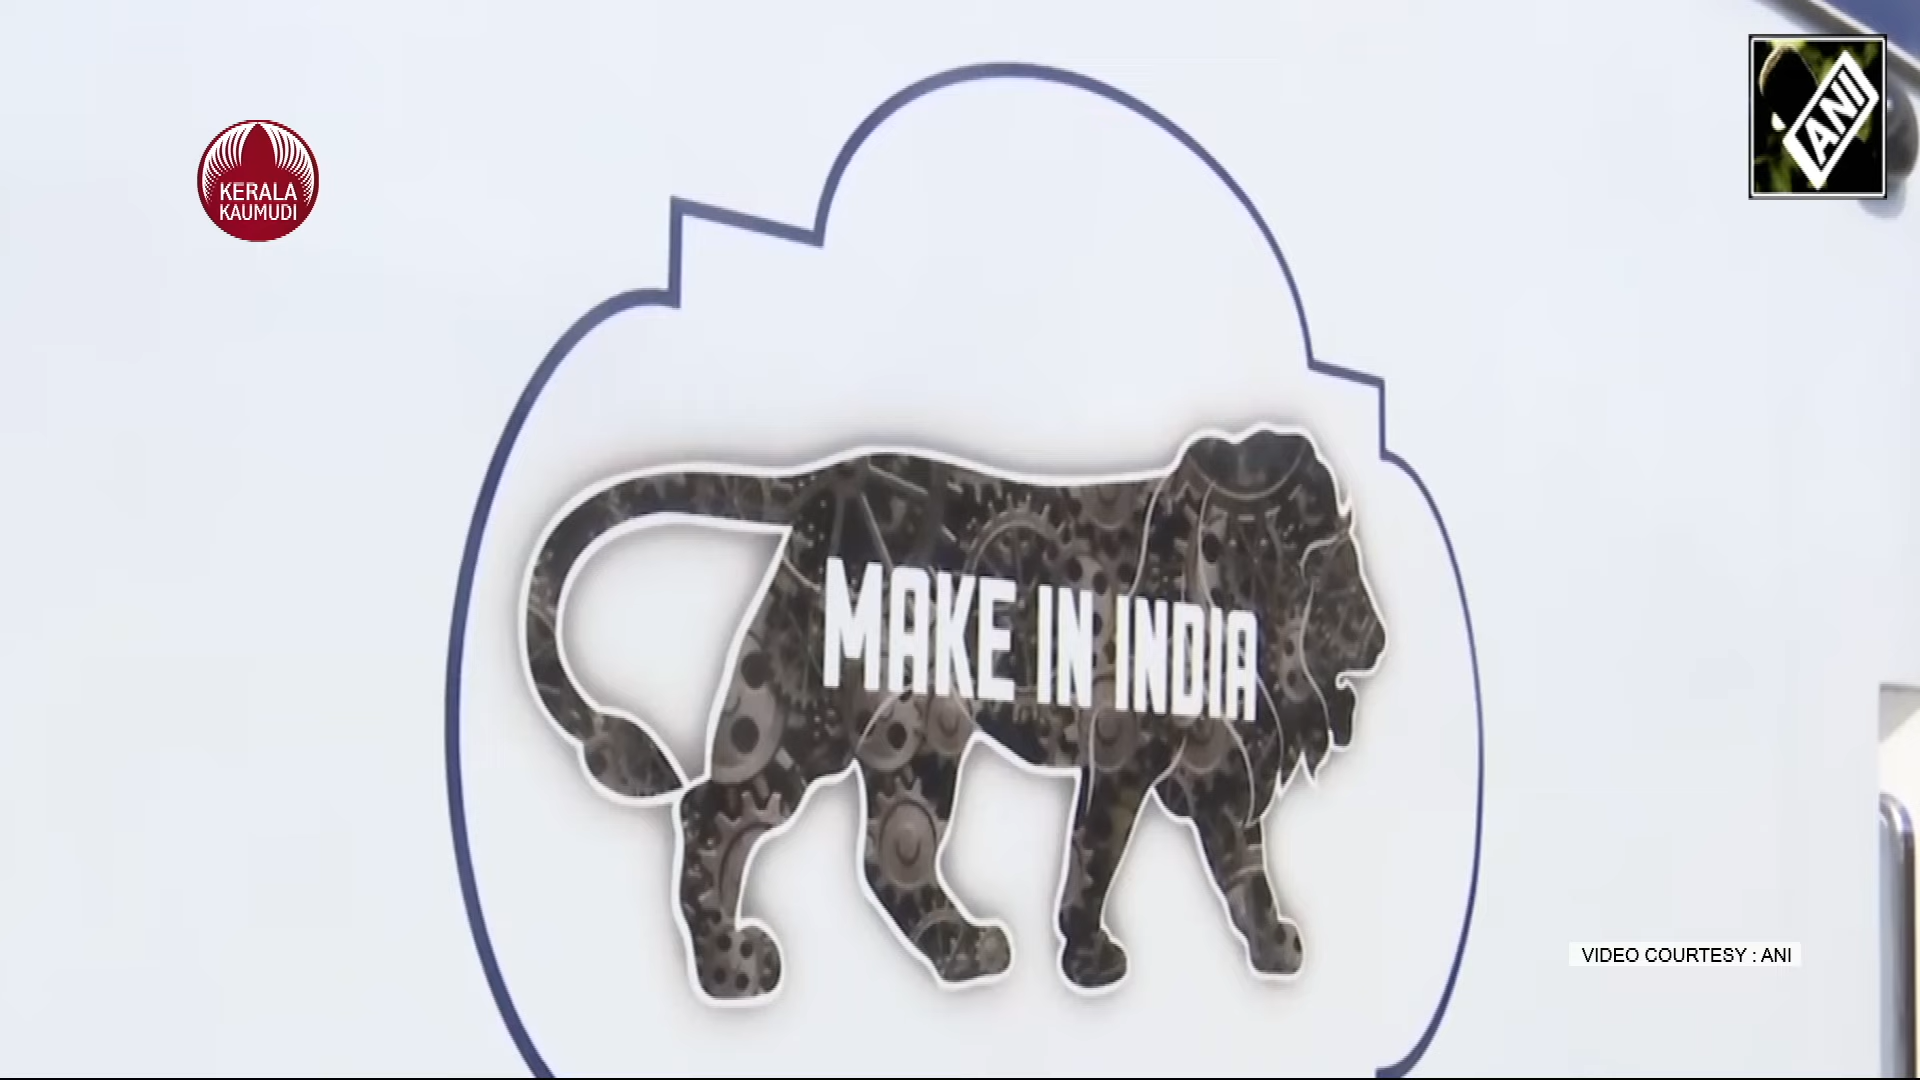 KERALA
KAUMUDI
ANI
MAKE IN INDIA
VIDEO COURTESY : ANI